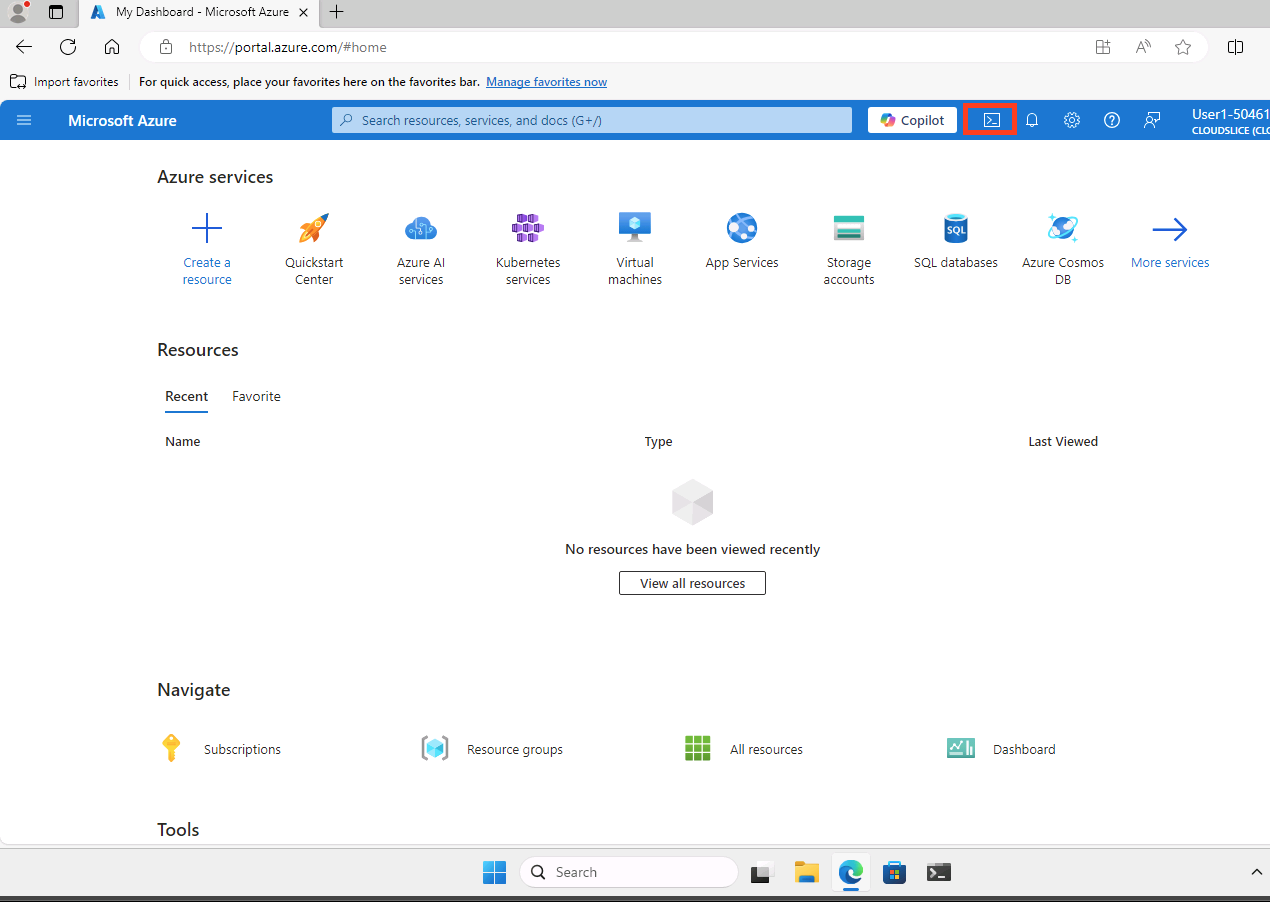 My Dashboard - Microsoft Azure
https://portal.azure.com/#home
Import favorites
For quick access, place your favorites here on the favorites bar. Manage favorites now
Microsoft Azure
Search resources, services, and docs (G+/)
Copilot
User1-50461
CLOUDSLICE (CLO
Azure services
Create a
resource
Quickstart
Center
Azure AI
services
Kubernetes
services
Virtual
machines
App Services
Storage
accounts
SQL
SQL databases
Azure Cosmos
DB
More services
Resources
Recent
Favorite
Name
Type
Last Viewed
No resources have been viewed recently
View all resources
Navigate
Subscriptions
Resource groups
All resources
Dashboard
Tools
Search